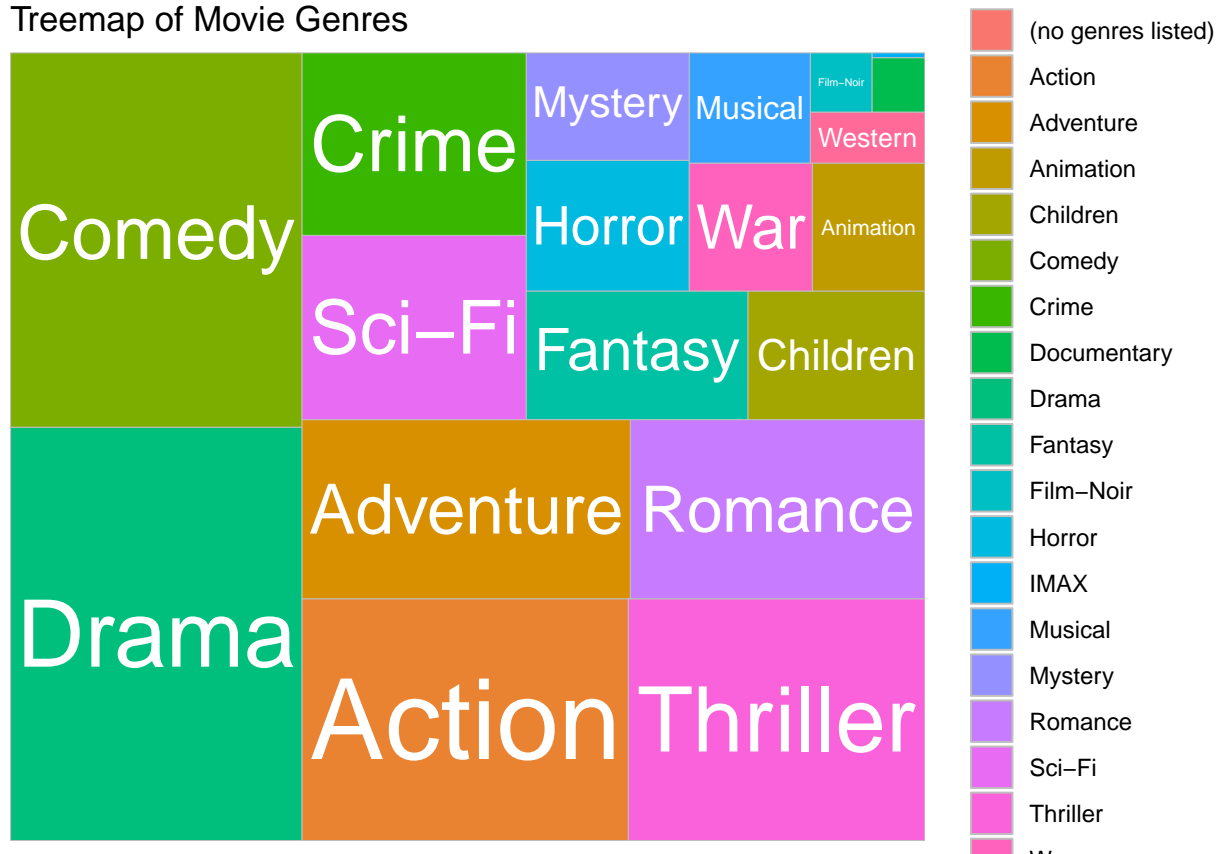 Treemap of Movie Genres
Comedy
Drama
Crime
Sci−Fi
Adventure
Action
Romance
Thriller
Mystery
Horror
Fantasy
Musical
War
Children
Film−Noir
Western
Animation
(no genres listed)
Action
Adventure
Animation
Children
Comedy
Crime
Documentary
Drama
Fantasy
Film−Noir
Horror
IMAX
Musical
Mystery
Romance
Sci−Fi
Thriller